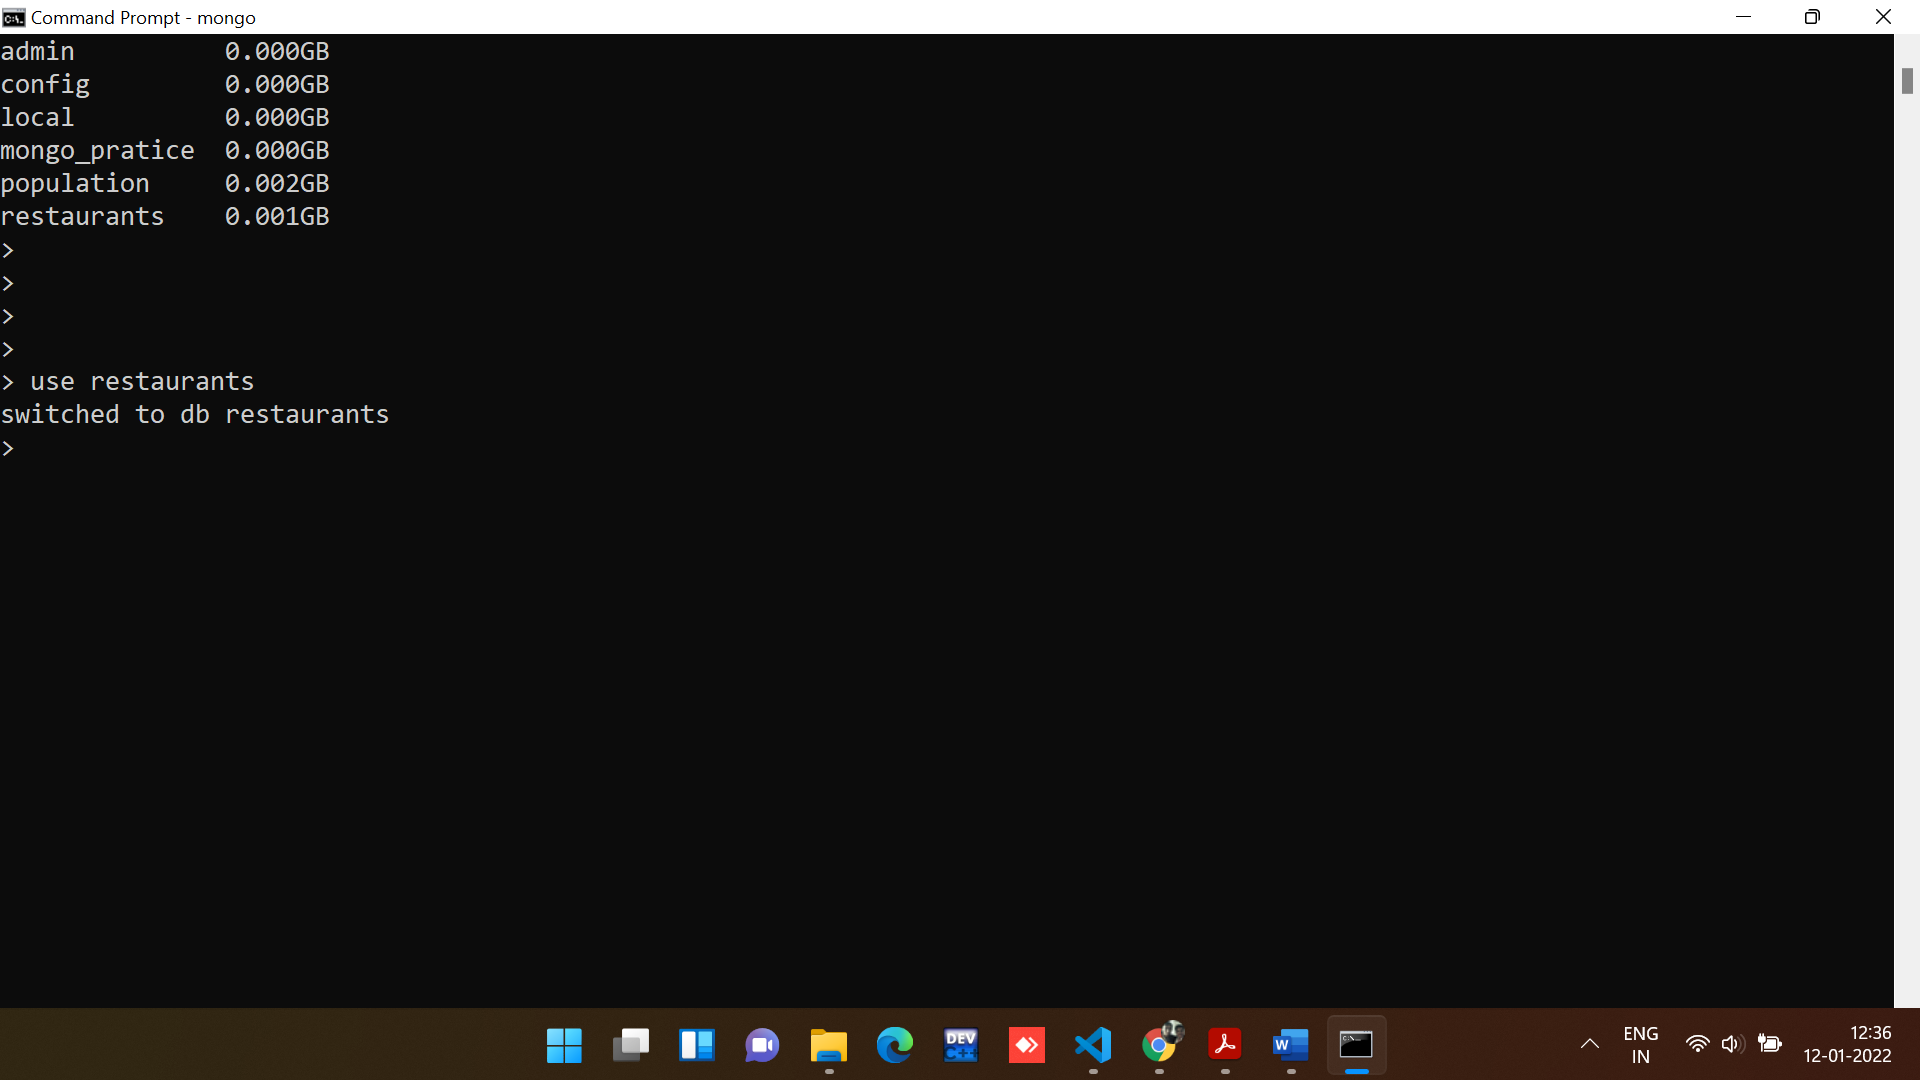 Command Prompt - mongo
admin 0.000GB
config 0.000GB
local 0.000GB
mongo_pratice 0.000GB
population 0.002GB
restaurants 0.001GB
>
>
>
>
> use restaurants
switched to db restaurants
>
DEV
C++
W
ENG
IN
12:36
12-01-2022